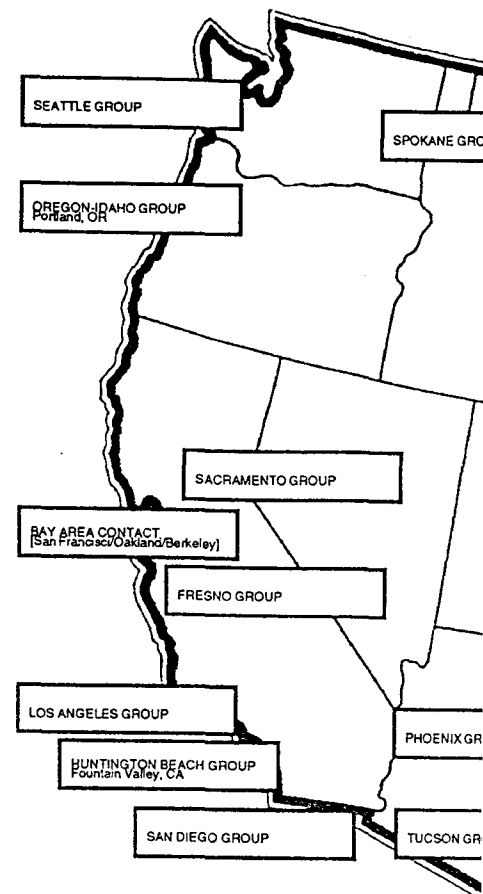 SEATTLE GROUP
SPOKANE GRO
OREGON-IDAHO GROUP
Portland, OR
SACRAMENTO GROUP
BAY AREA CONTACT
[San Francisci/Oakland/Berkeley]
FRESNO GROUP
LOS ANGELES GROUP
PHOENIX GR
HUNTINGTON BEACH GROUP
Fountain Valley, CA
SAN DIEGO GROUP
TUCSON GR